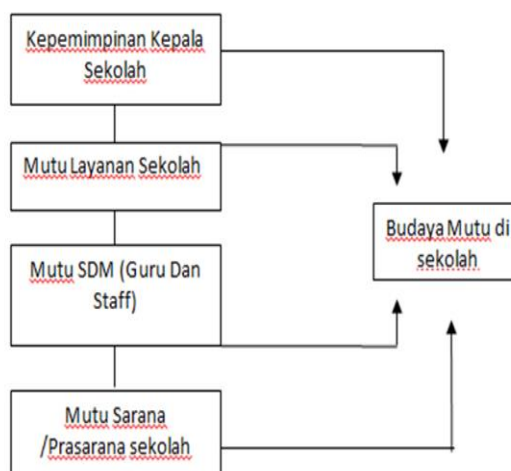 Kepemimpinan Kepala
Sekolah
Mutu Layanan Sekolah
Mutu SDM (Guru Dan
Staff)
Mutu Sarana
/Prasarana sekolah
Budaya Mutu di
sekolah